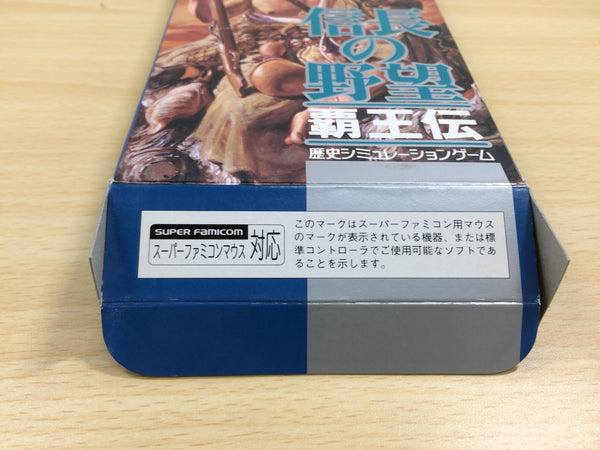 信長
の
野望
覇王伝
歴史シミュレーションゲーム
SUPER FAMICOM
スーパーファミコンマウス 対応
このマークはスーパーファミコン用マウス
のマークが表示されている機器、または標
準コントローラでご使用可能なソフトであ
ることを示します。